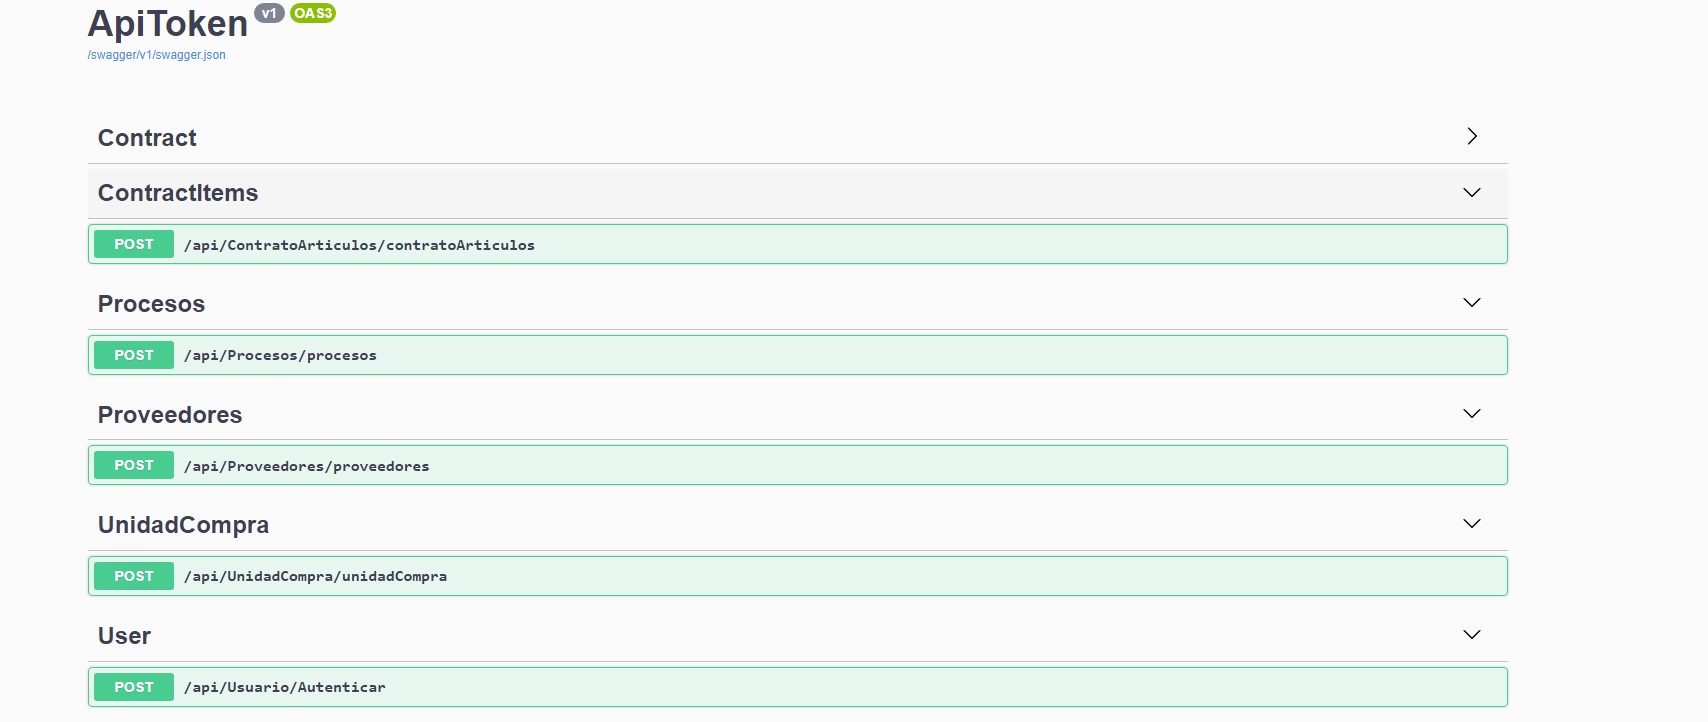 ApiToken v1 OAS3
/swagger/v1/swagger.json
Contract
ContractItems
POST /api/ContratoArticulos/contratoArticulos
Procesos
POST /api/Procesos/procesos
Proveedores
POST /api/Proveedores/proveedores
UnidadCompra
POST /api/UnidadCompra/unidadCompra
User
POST /api/Usuario/Autenticar